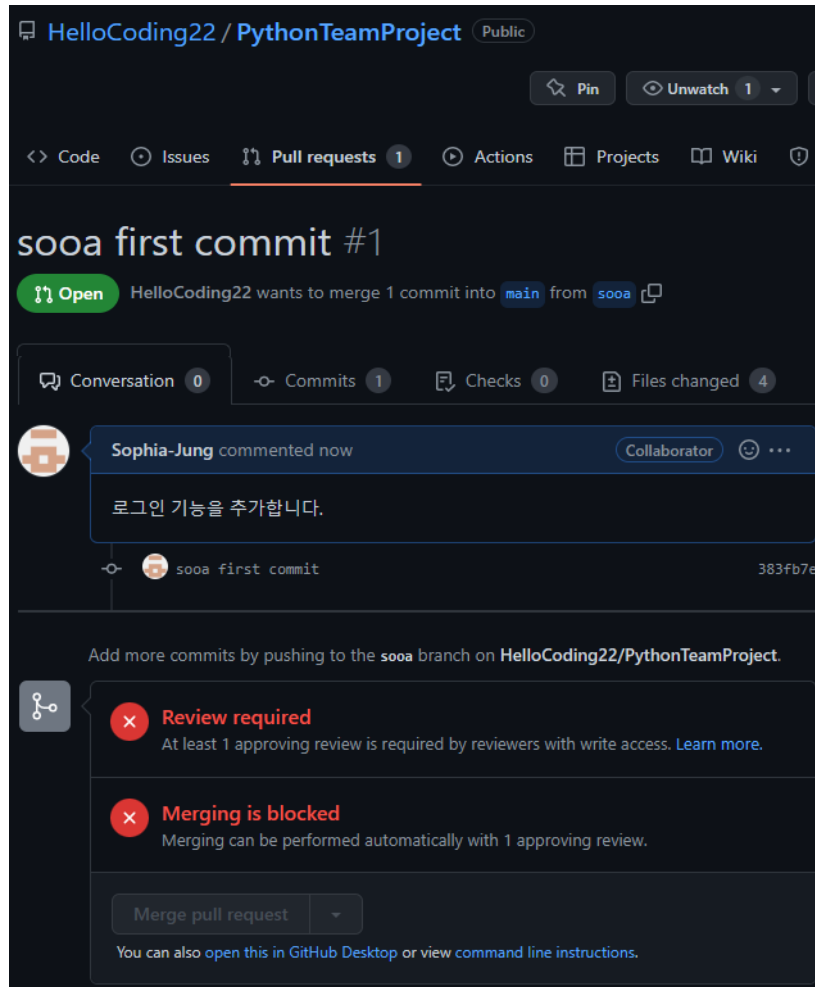 HelloCoding22 / PythonTeamProject Public
Pin Unwatch 1
Code Issues Pull requests 1 Actions Projects Wiki
sooa first commit #1
Open HelloCoding22 wants to merge 1 commit into main from sooa
Conversation 0 Commits 1 Checks 0 Files changed 4
Sophia-Jung commented now Collaborator
로그인 기능을 추가합니다.
sooa first commit 383fb7e
Add more commits by pushing to the sooa branch on HelloCoding22/PythonTeamProject.
Review required
At least 1 approving review is required by reviewers with write access. Learn more.
Merging is blocked
Merging can be performed automatically with 1 approving review.
Merge pull request
You can also open this in GitHub Desktop or view command line instructions.